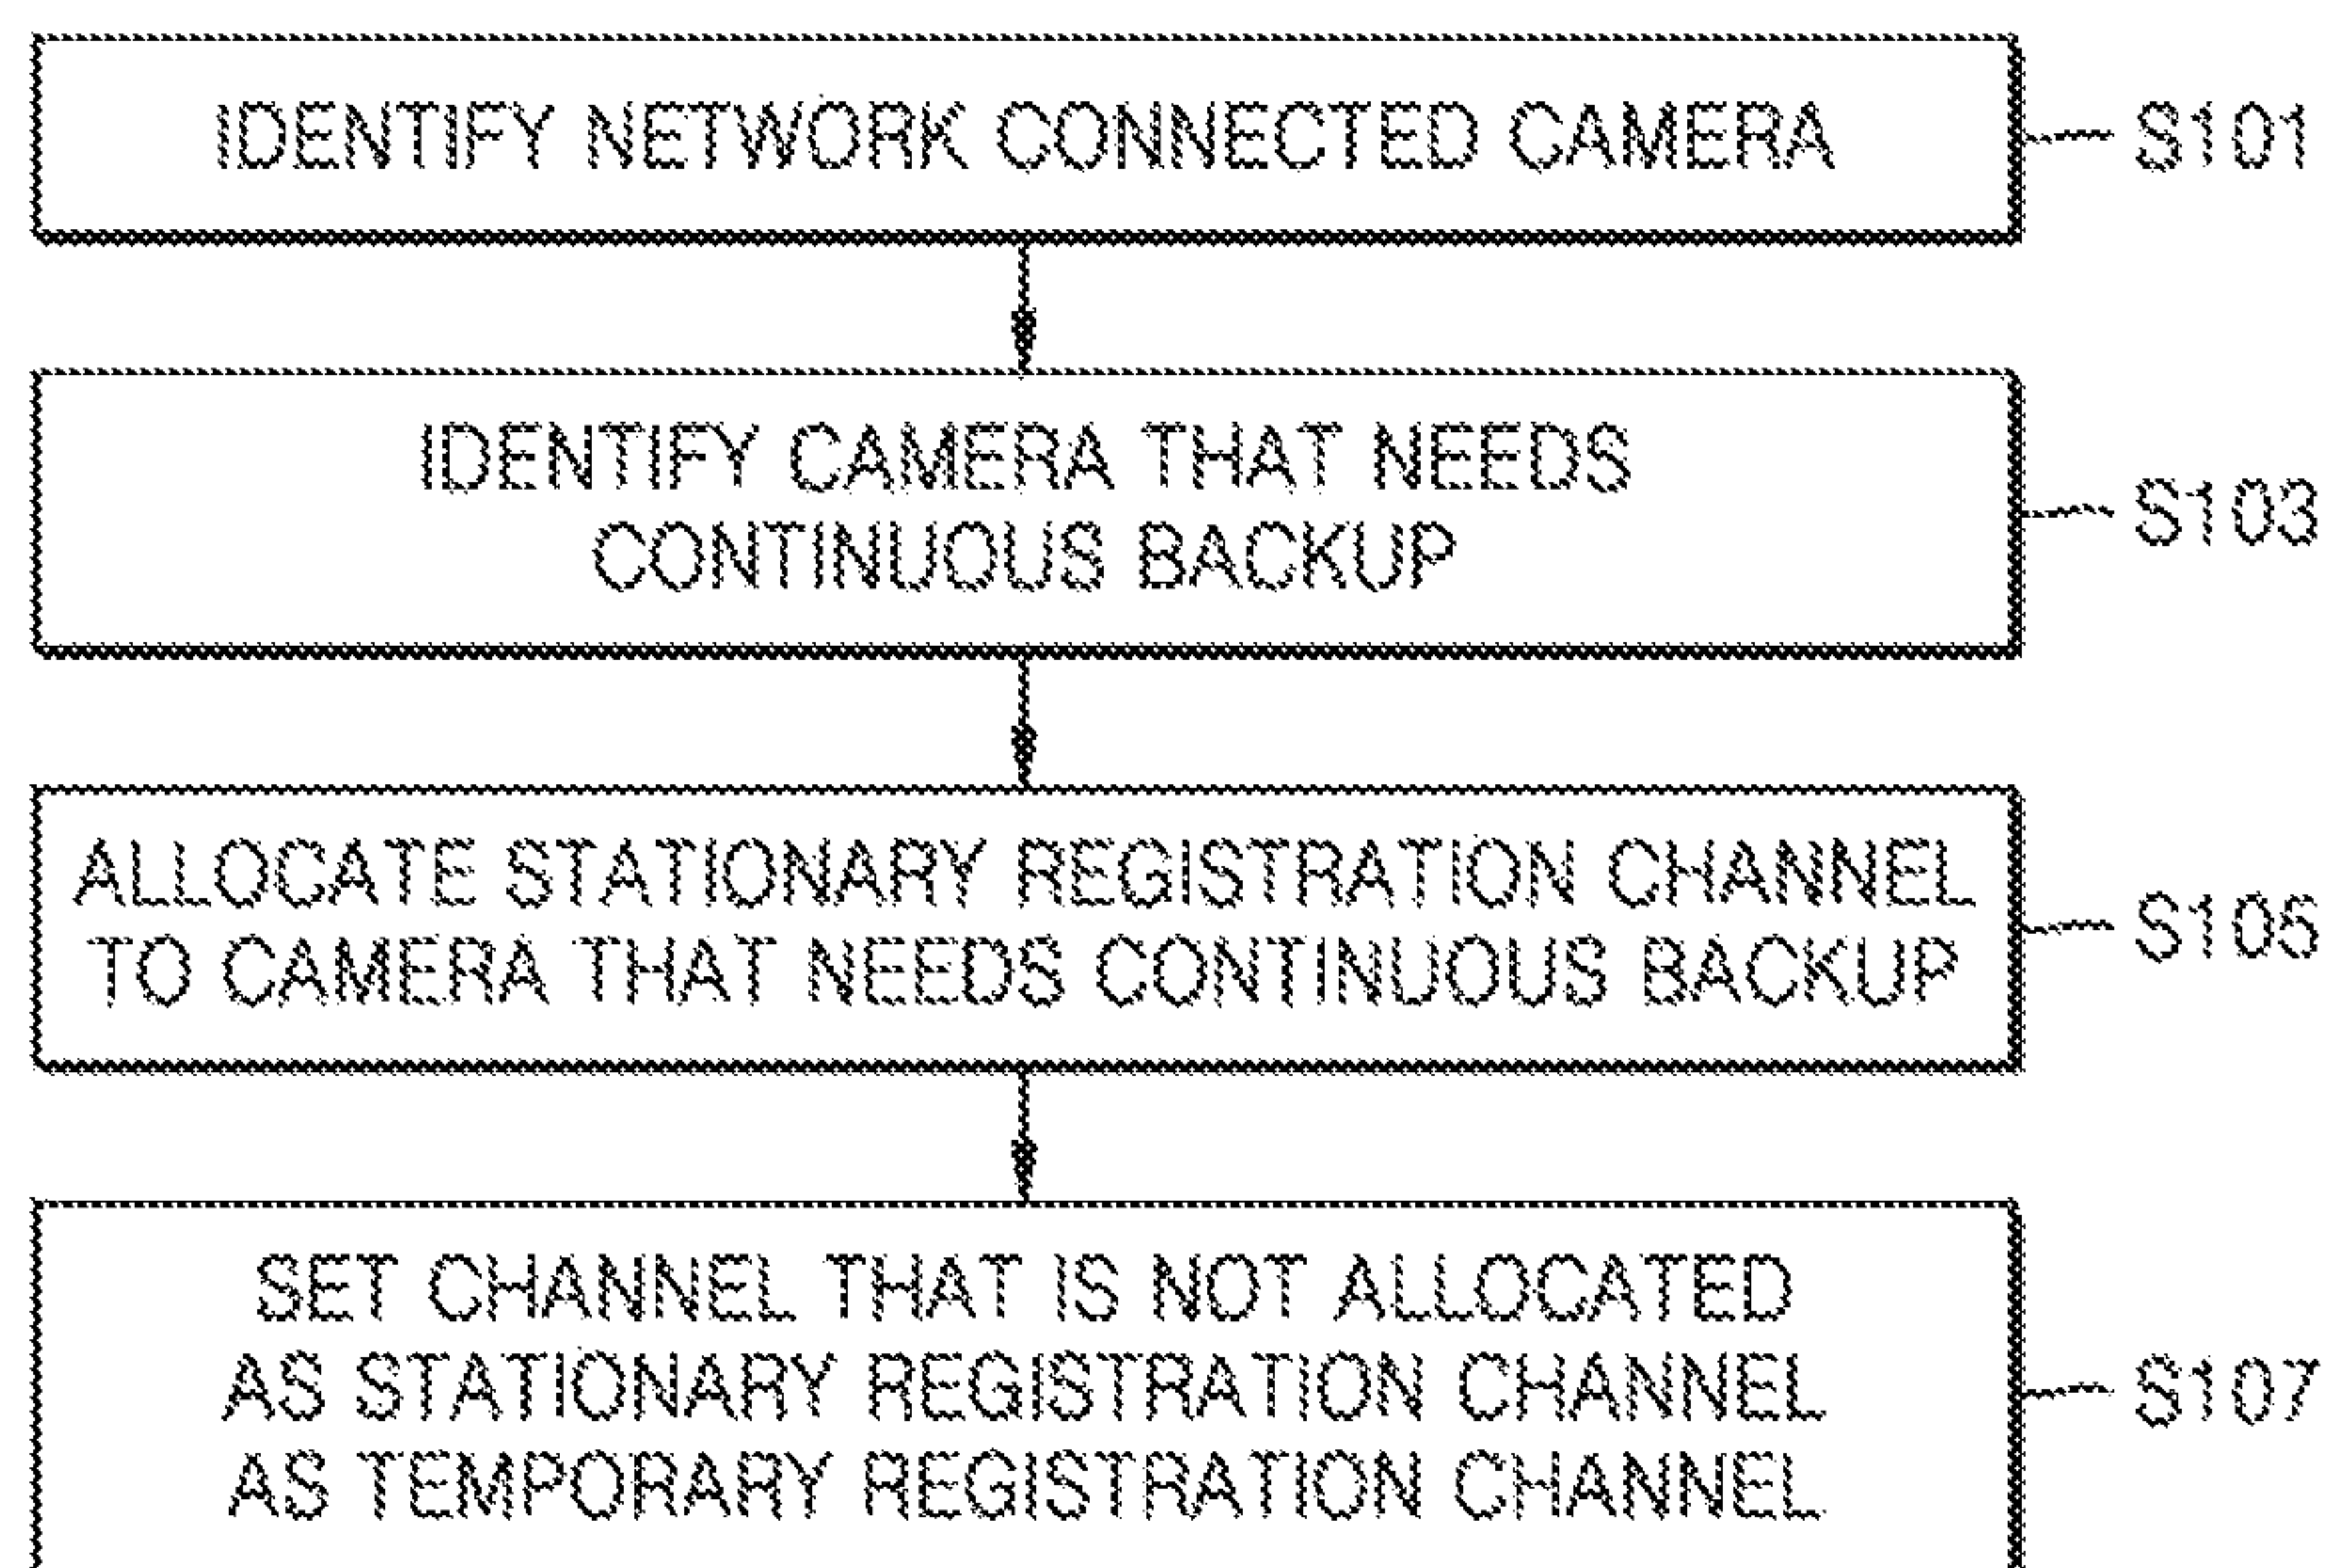 IDENTIFY NETWORK CONNECTED CAMERA
S101
IDENTIFY CAMERA THAT NEEDS
CONTINUOUS BACKUP
S103
ALLOCATE STATIONARY REGISTRATION CHANNEL
TO CAMERA THAT NEEDS CONTINUOUS BACKUP
S105
SET CHANNEL THAT IS NOT ALLOCATED
AS STATIONARY REGISTRATION CHANNEL
AS TEMPORARY REGISTRATION CHANNEL
S107